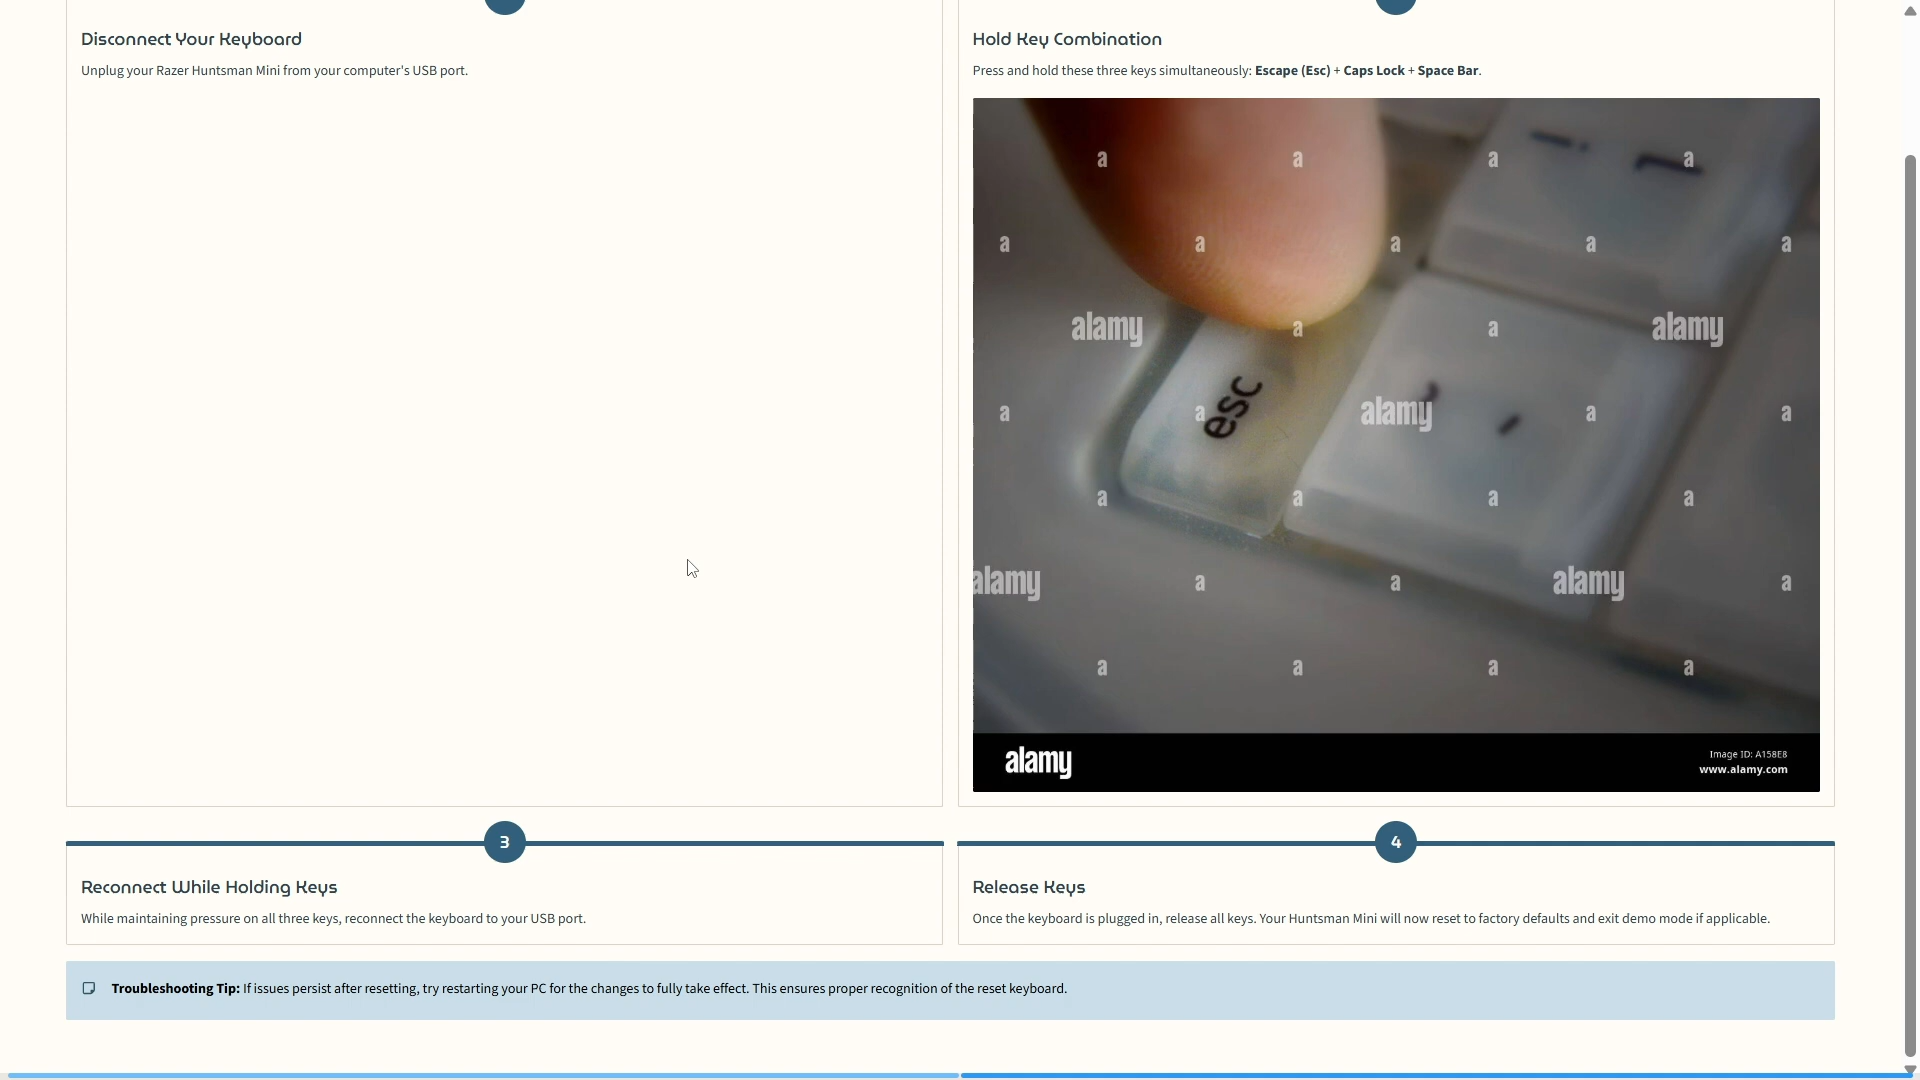 Disconnect Your Keyboard
Unplug your Razer Huntsman Mini from your computer's USB port.
Hold Key Combination
Press and hold these three keys simultaneously: Escape (Esc) + Caps Lock + Space Bar.
a a a a
a a a a a
alamy a a alamy
esc
a a alamy a a
a a a a
alamy a a alamy a
a a a a
alamy
Image ID: A158E8
www.alamy.com
3
Reconnect While Holding Keys
While maintaining pressure on all three keys, reconnect the keyboard to your USB port.
4
Release Keys
Once the keyboard is plugged in, release all keys. Your Huntsman Mini will now reset to factory defaults and exit demo mode if applicable.
Troubleshooting Tip: If issues persist after resetting, try restarting your PC for the changes to fully take effect. This ensures proper recognition of the reset keyboard.